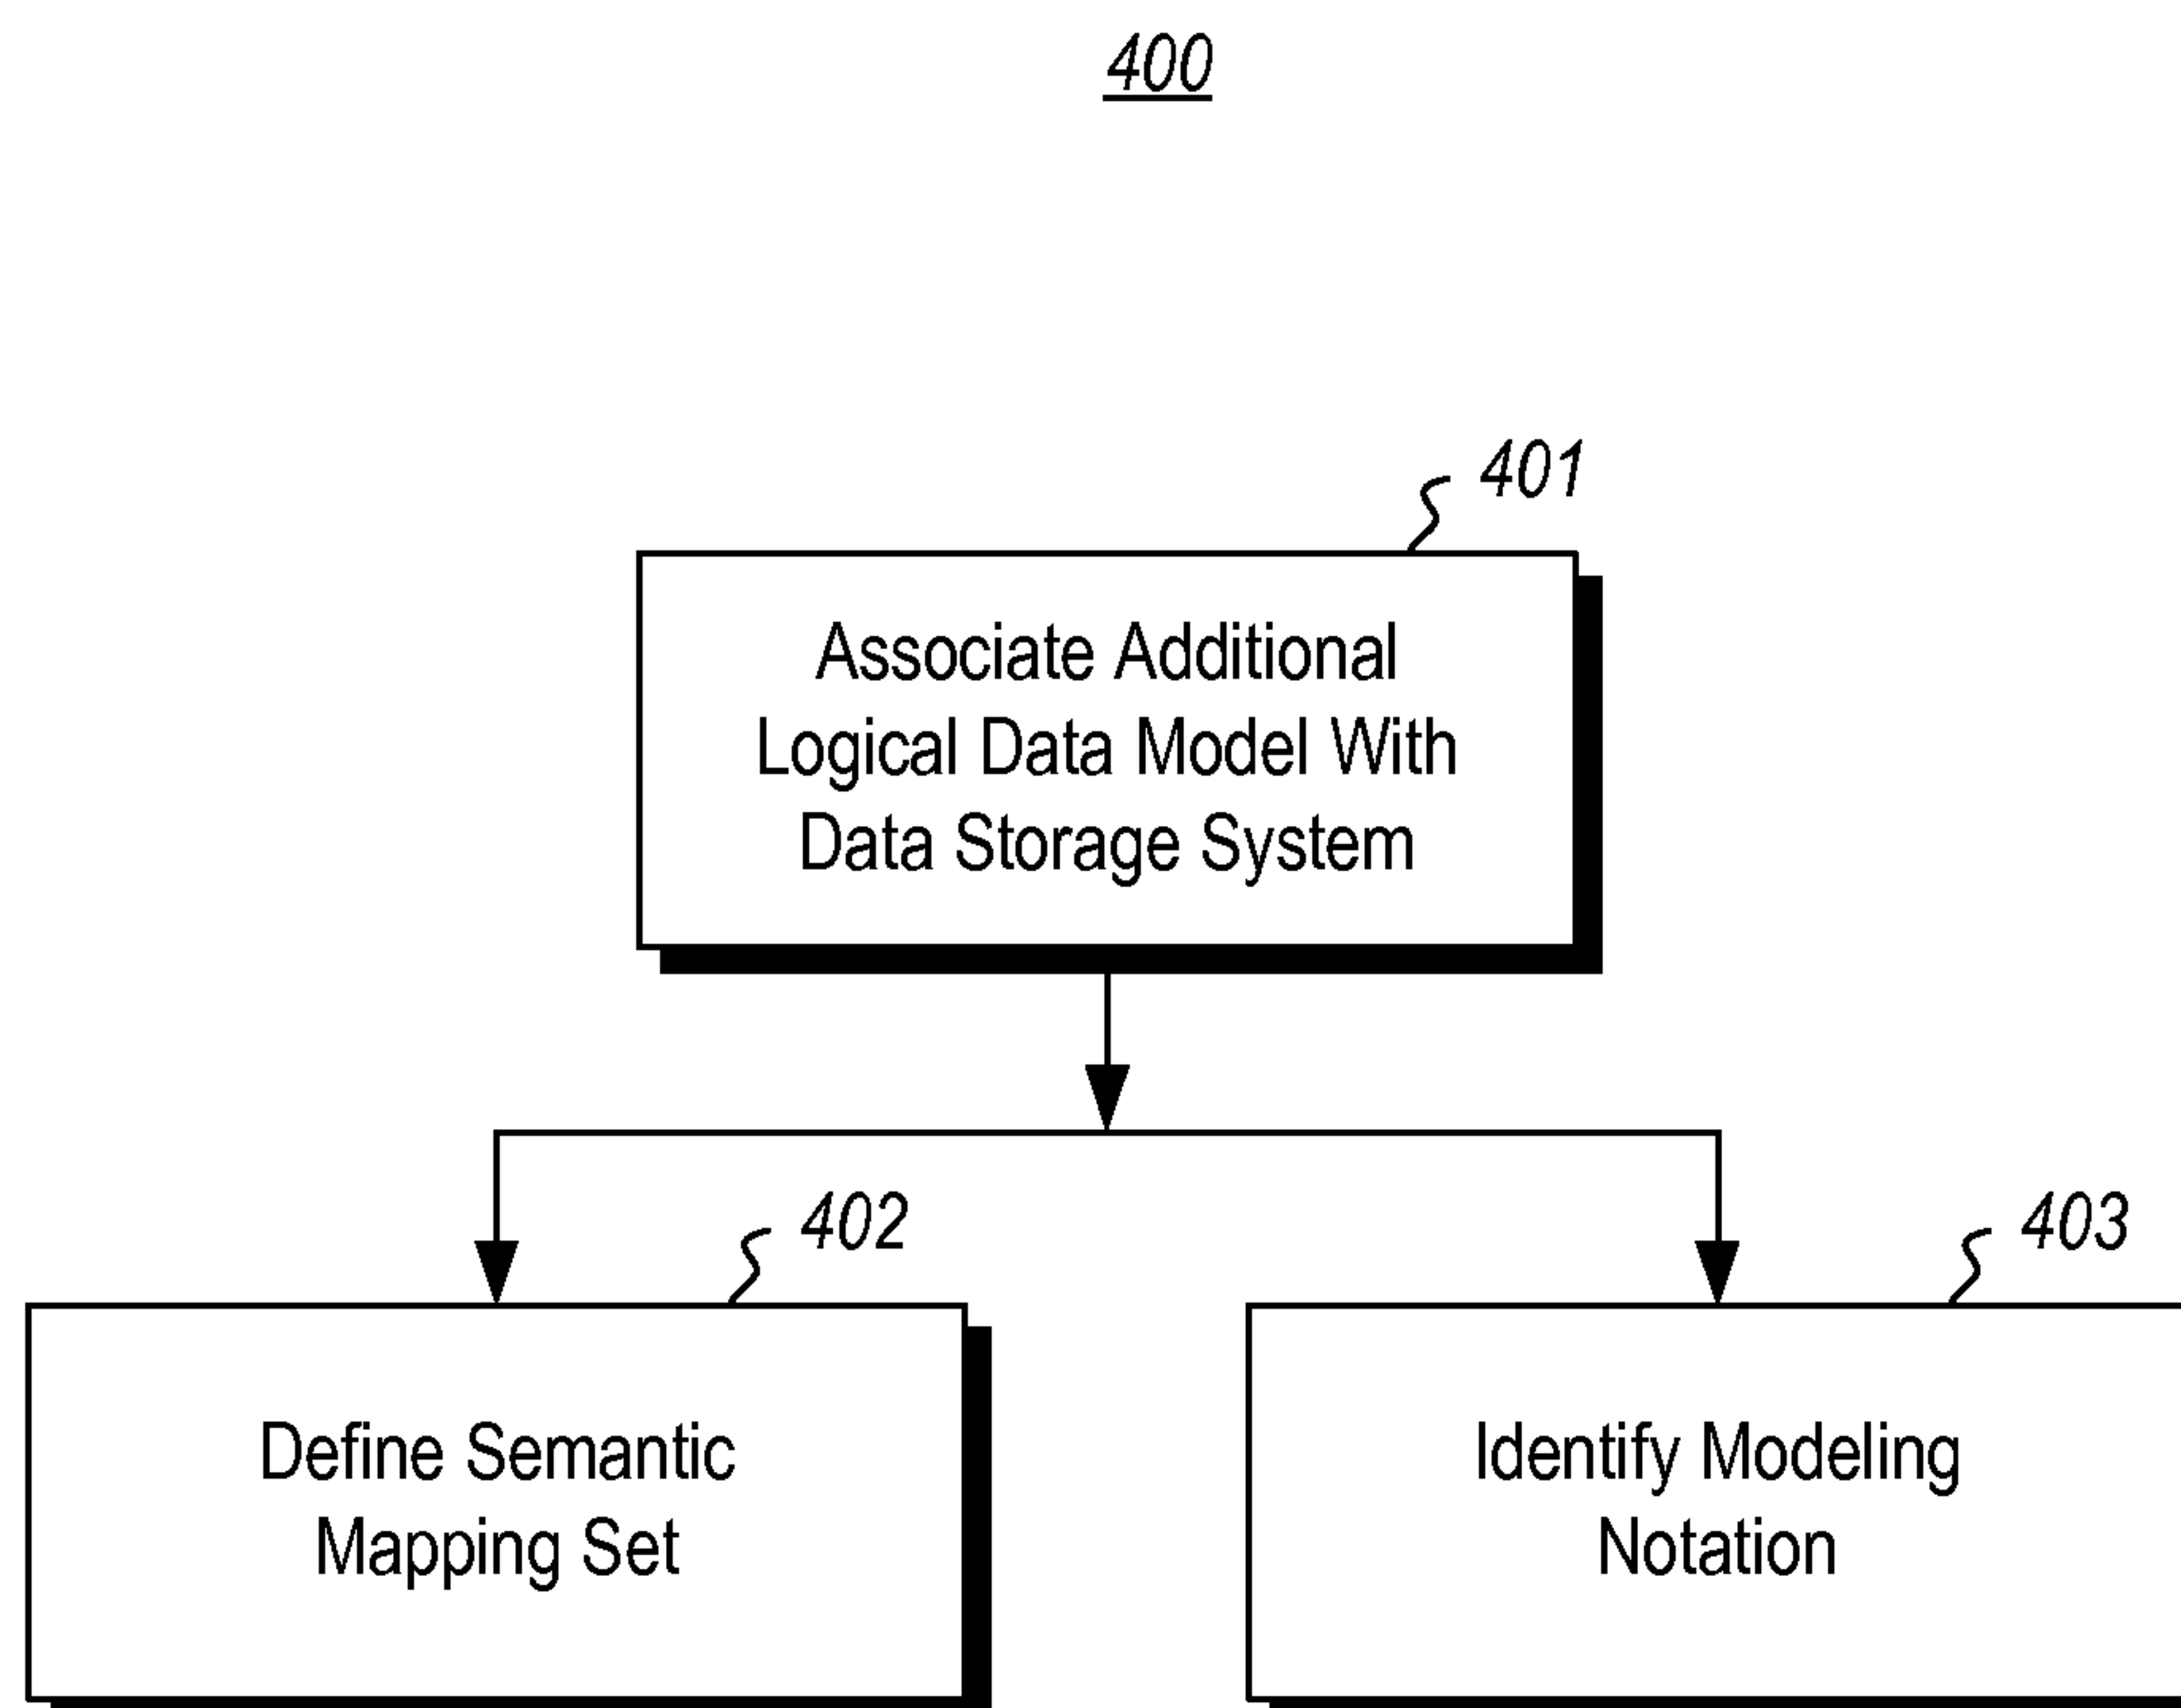 400
401
Associate Additional
Logical Data Model With
Data Storage System
402
403
Define Semantic
Mapping Set
Identify Modeling
Notation